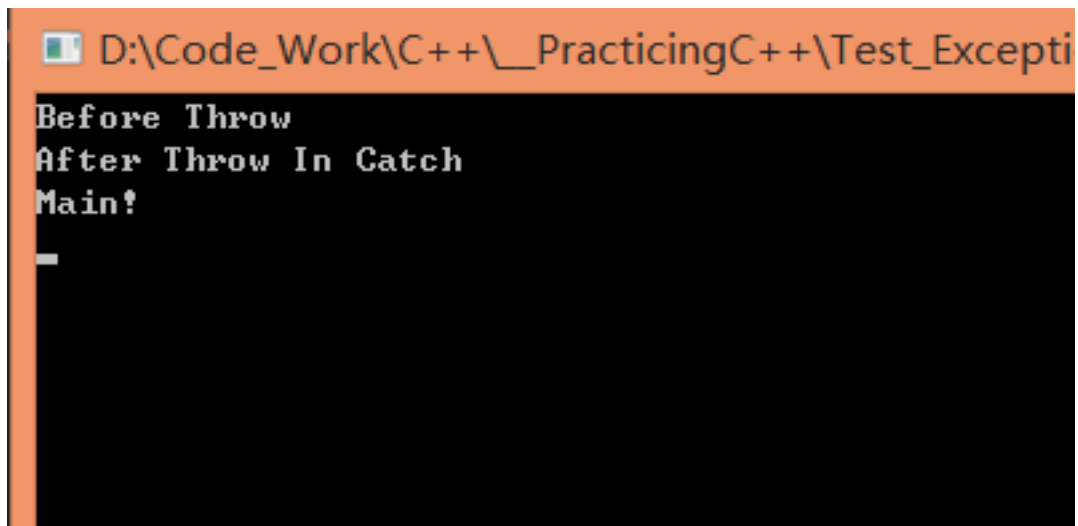 D:\Code_Work\C++\__PracticingC++\Test_Excepti
Before Throw
After Throw In Catch
Main!